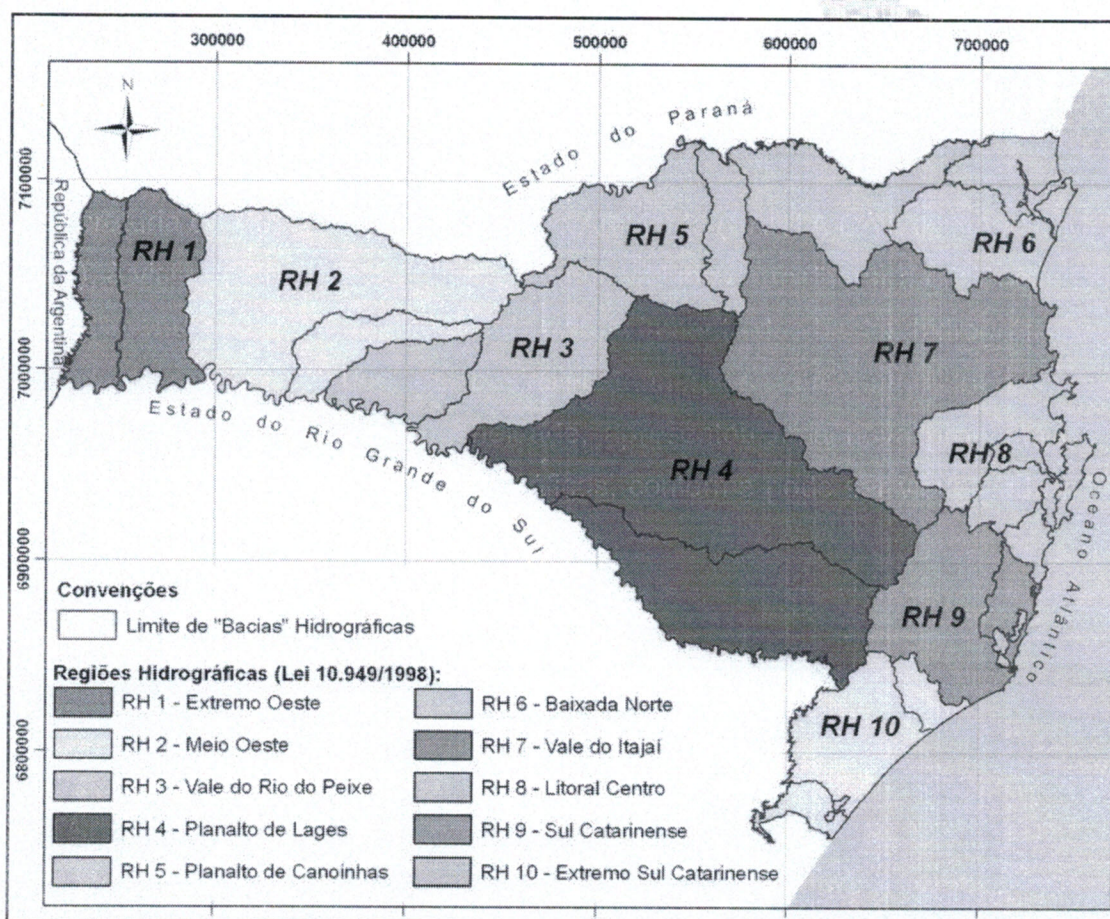 300000 400000 500000 600000 700000
N
Estado do Paraná
7100000
República da Argentina
RH 1
RH 5
RH 6
RH 2
RH 3
RH 7
7000000
Estado do Rio Grande do Sul
RH 4
RH 8
Oceano Atlântico
6900000
RH 9
RH 10
6800000
Convenções
Limite de "Bacias" Hidrográficas
Regiões Hidrográficas (Lei 10.949/1998):
RH 1 - Extremo Oeste
RH 2 - Meio Oeste
RH 3 - Vale do Rio do Peixe
RH 4 - Planalto de Lages
RH 5 - Planalto de Canoinhas
RH 6 - Baixada Norte
RH 7 - Vale do Itajaí
RH 8 - Litoral Centro
RH 9 - Sul Catarinense
RH 10 - Extremo Sul Catarinense